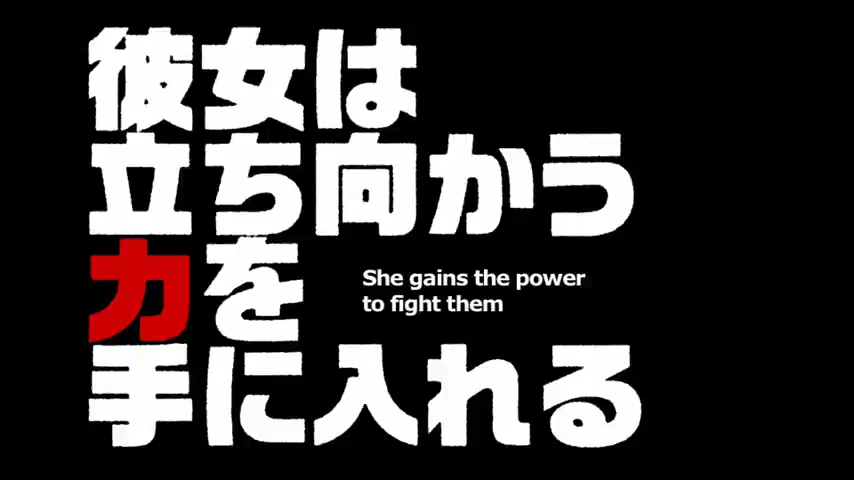 彼女は
立ち向かう
力を
She gains the power
to fight them
手に入れる